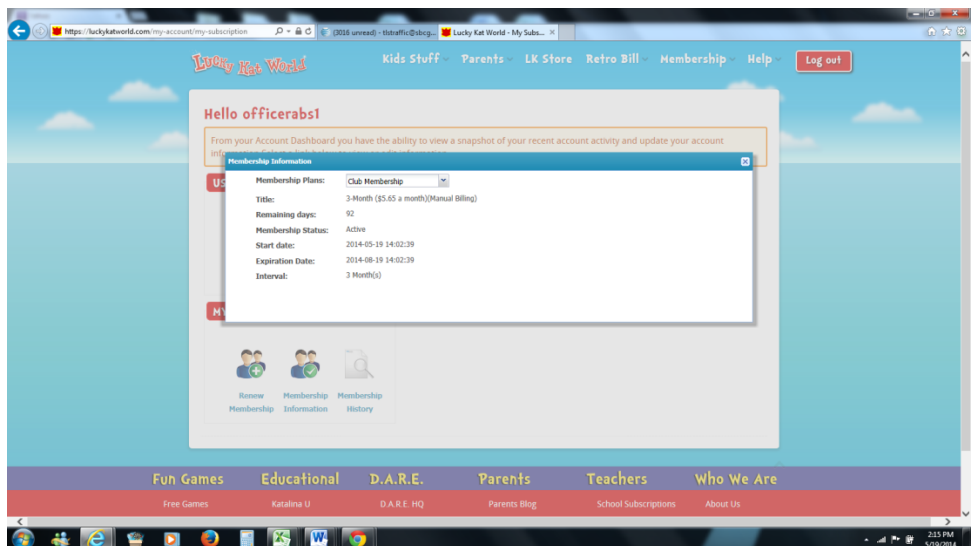 https://luckykatworld.com/my-account/my-subscription
(3016 unread) - tlstraffic@sbcg...
Lucky Kat World - My Subs...
Lucky Kat World
Kids Stuff Parents LK Store Retro Bill Membership Help
Log out
Hello officerabs1
From your Account Dashboard you have the ability to view a snapshot of your recent account activity and update your account
Membership Information
US
Membership Plans: Club Membership
Title: 3-Month ($5.65 a month)(Manual Billing)
Remaining days: 92
Membership Status: Active
Start date: 2014-05-19 14:02:39
Expiration Date: 2014-08-19 14:02:39
Interval: 3 Month(s)
MY
Renew Membership
Membership Information
Membership History
Fun Games Educational D.A.R.E. Parents Teachers Who We Are
Free Games Katalina U D.A.R.E. HQ Parents Blog School Subscriptions About Us
2:15 PM
5/19/2014